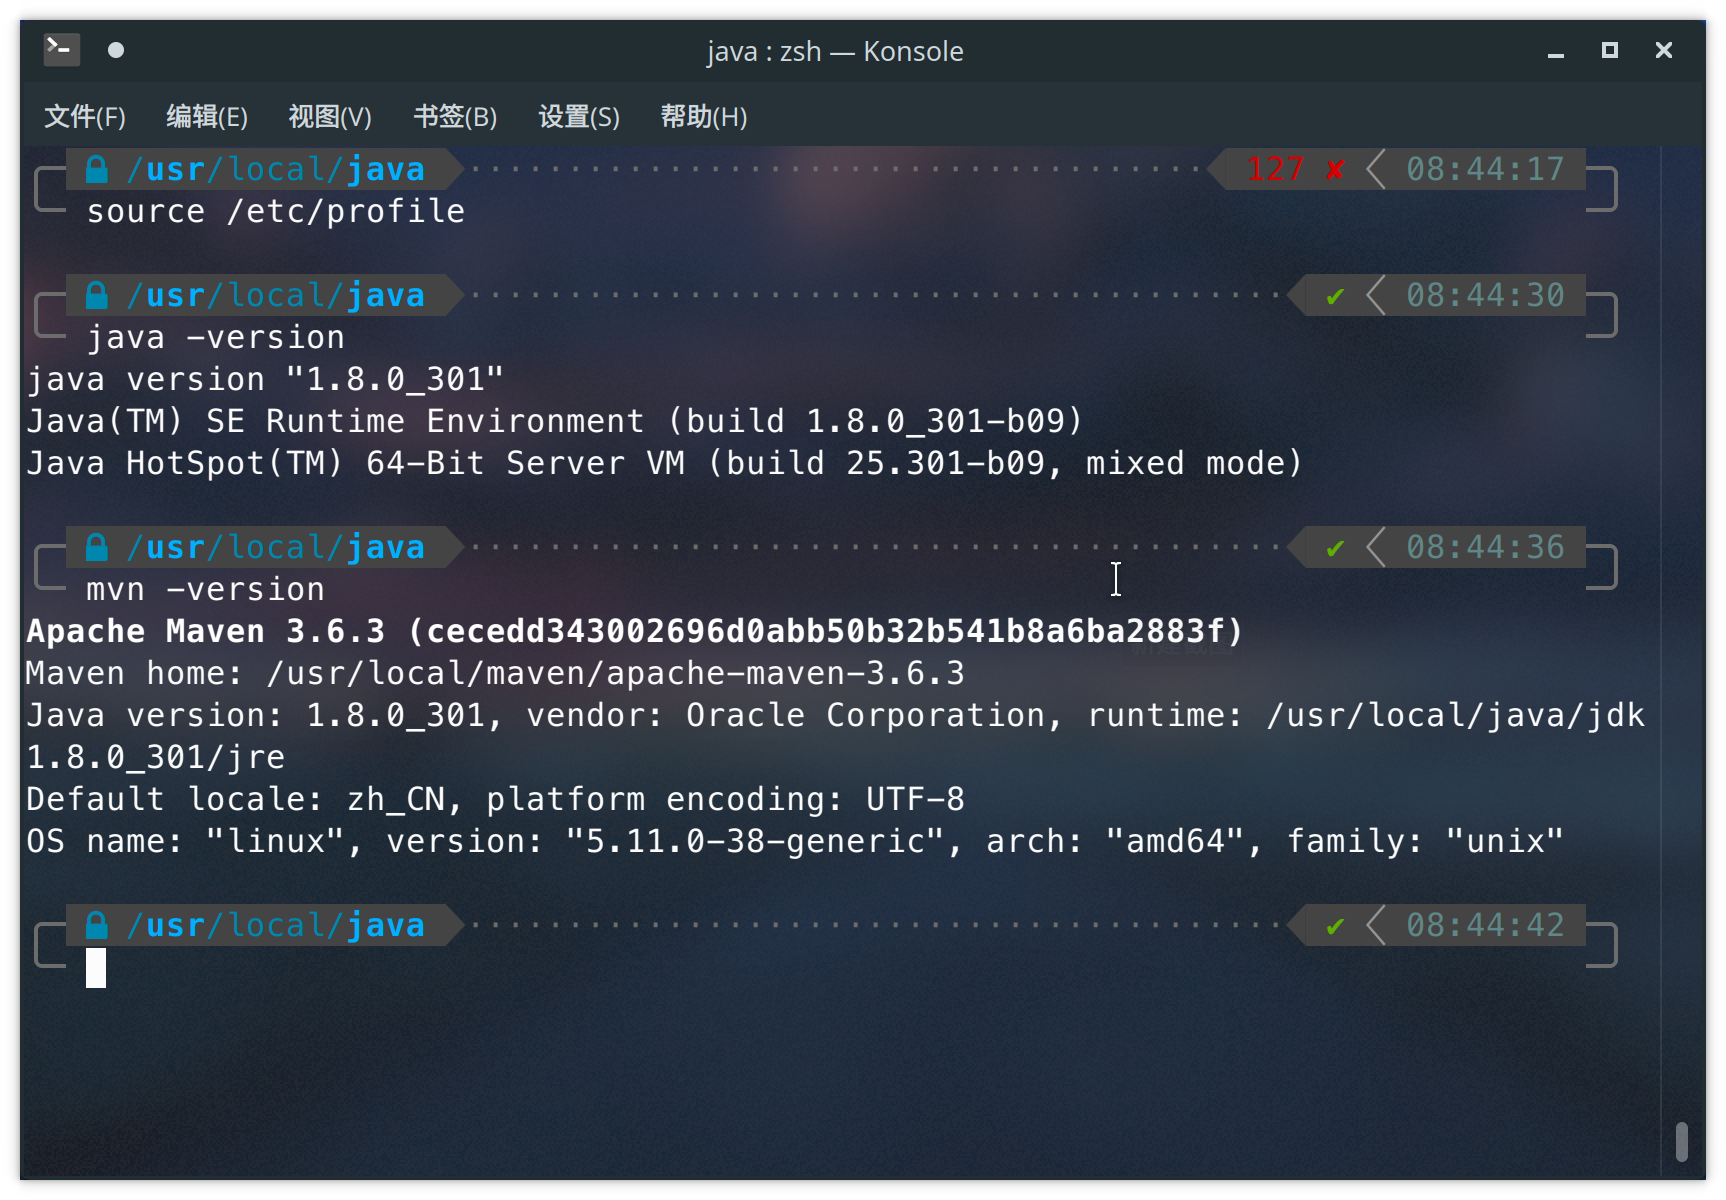 java : zsh — Konsole
文件(F) 编辑(E) 视图(V) 书签(B) 设置(S) 帮助(H)
/usr/local/java 127 ✘ 08:44:17
source /etc/profile
/usr/local/java ✔ 08:44:30
java -version
java version "1.8.0_301"
Java(TM) SE Runtime Environment (build 1.8.0_301-b09)
Java HotSpot(TM) 64-Bit Server VM (build 25.301-b09, mixed mode)
/usr/local/java ✔ 08:44:36
mvn -version
Apache Maven 3.6.3 (cecedd343002696d0abb50b32b541b8a6ba2883f)
Maven home: /usr/local/maven/apache-maven-3.6.3
Java version: 1.8.0_301, vendor: Oracle Corporation, runtime: /usr/local/java/jdk
1.8.0_301/jre
Default locale: zh_CN, platform encoding: UTF-8
OS name: "linux", version: "5.11.0-38-generic", arch: "amd64", family: "unix"
/usr/local/java ✔ 08:44:42